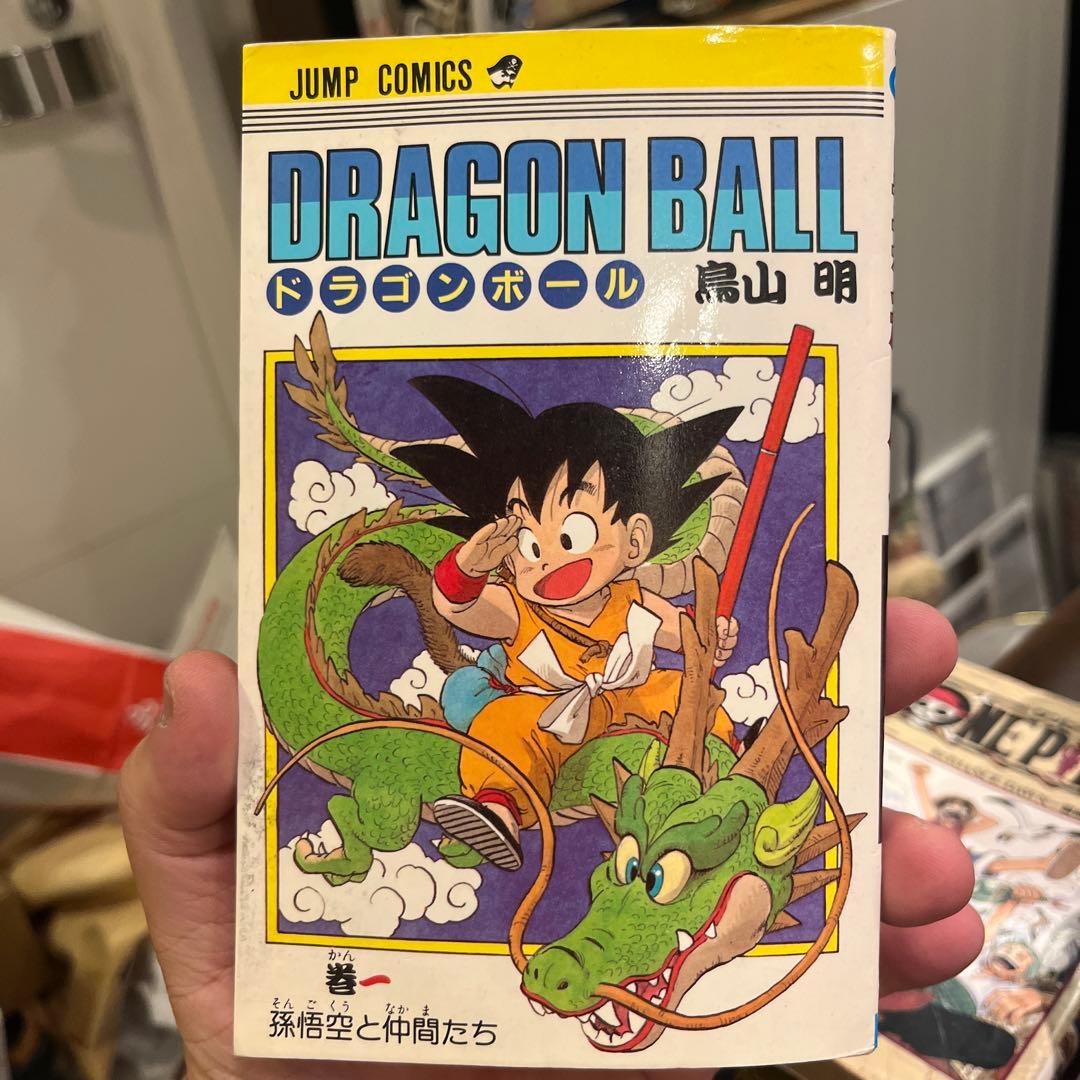 JUMP COMICS
DRAGON BALL
ドラゴンボール
鳥山 明
かん
巻一
そんごくう なかま
孫悟空と仲間たち
ONE P